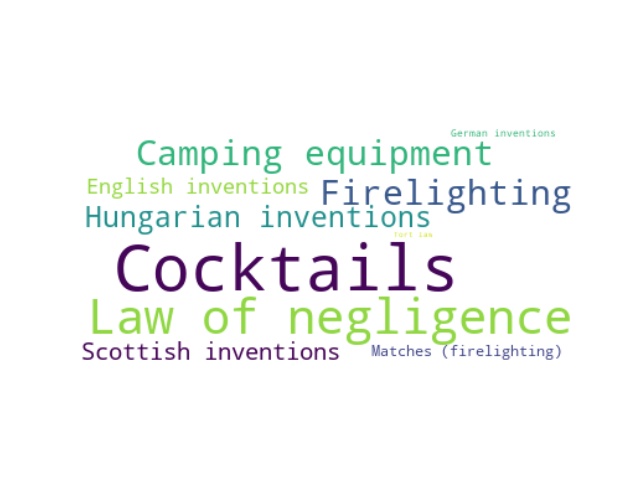 German inventions
Camping equipment
English inventions
Firelighting
Hungarian inventions
Tort law
Cocktails
Law of negligence
Scottish inventions
Matches (firelighting)